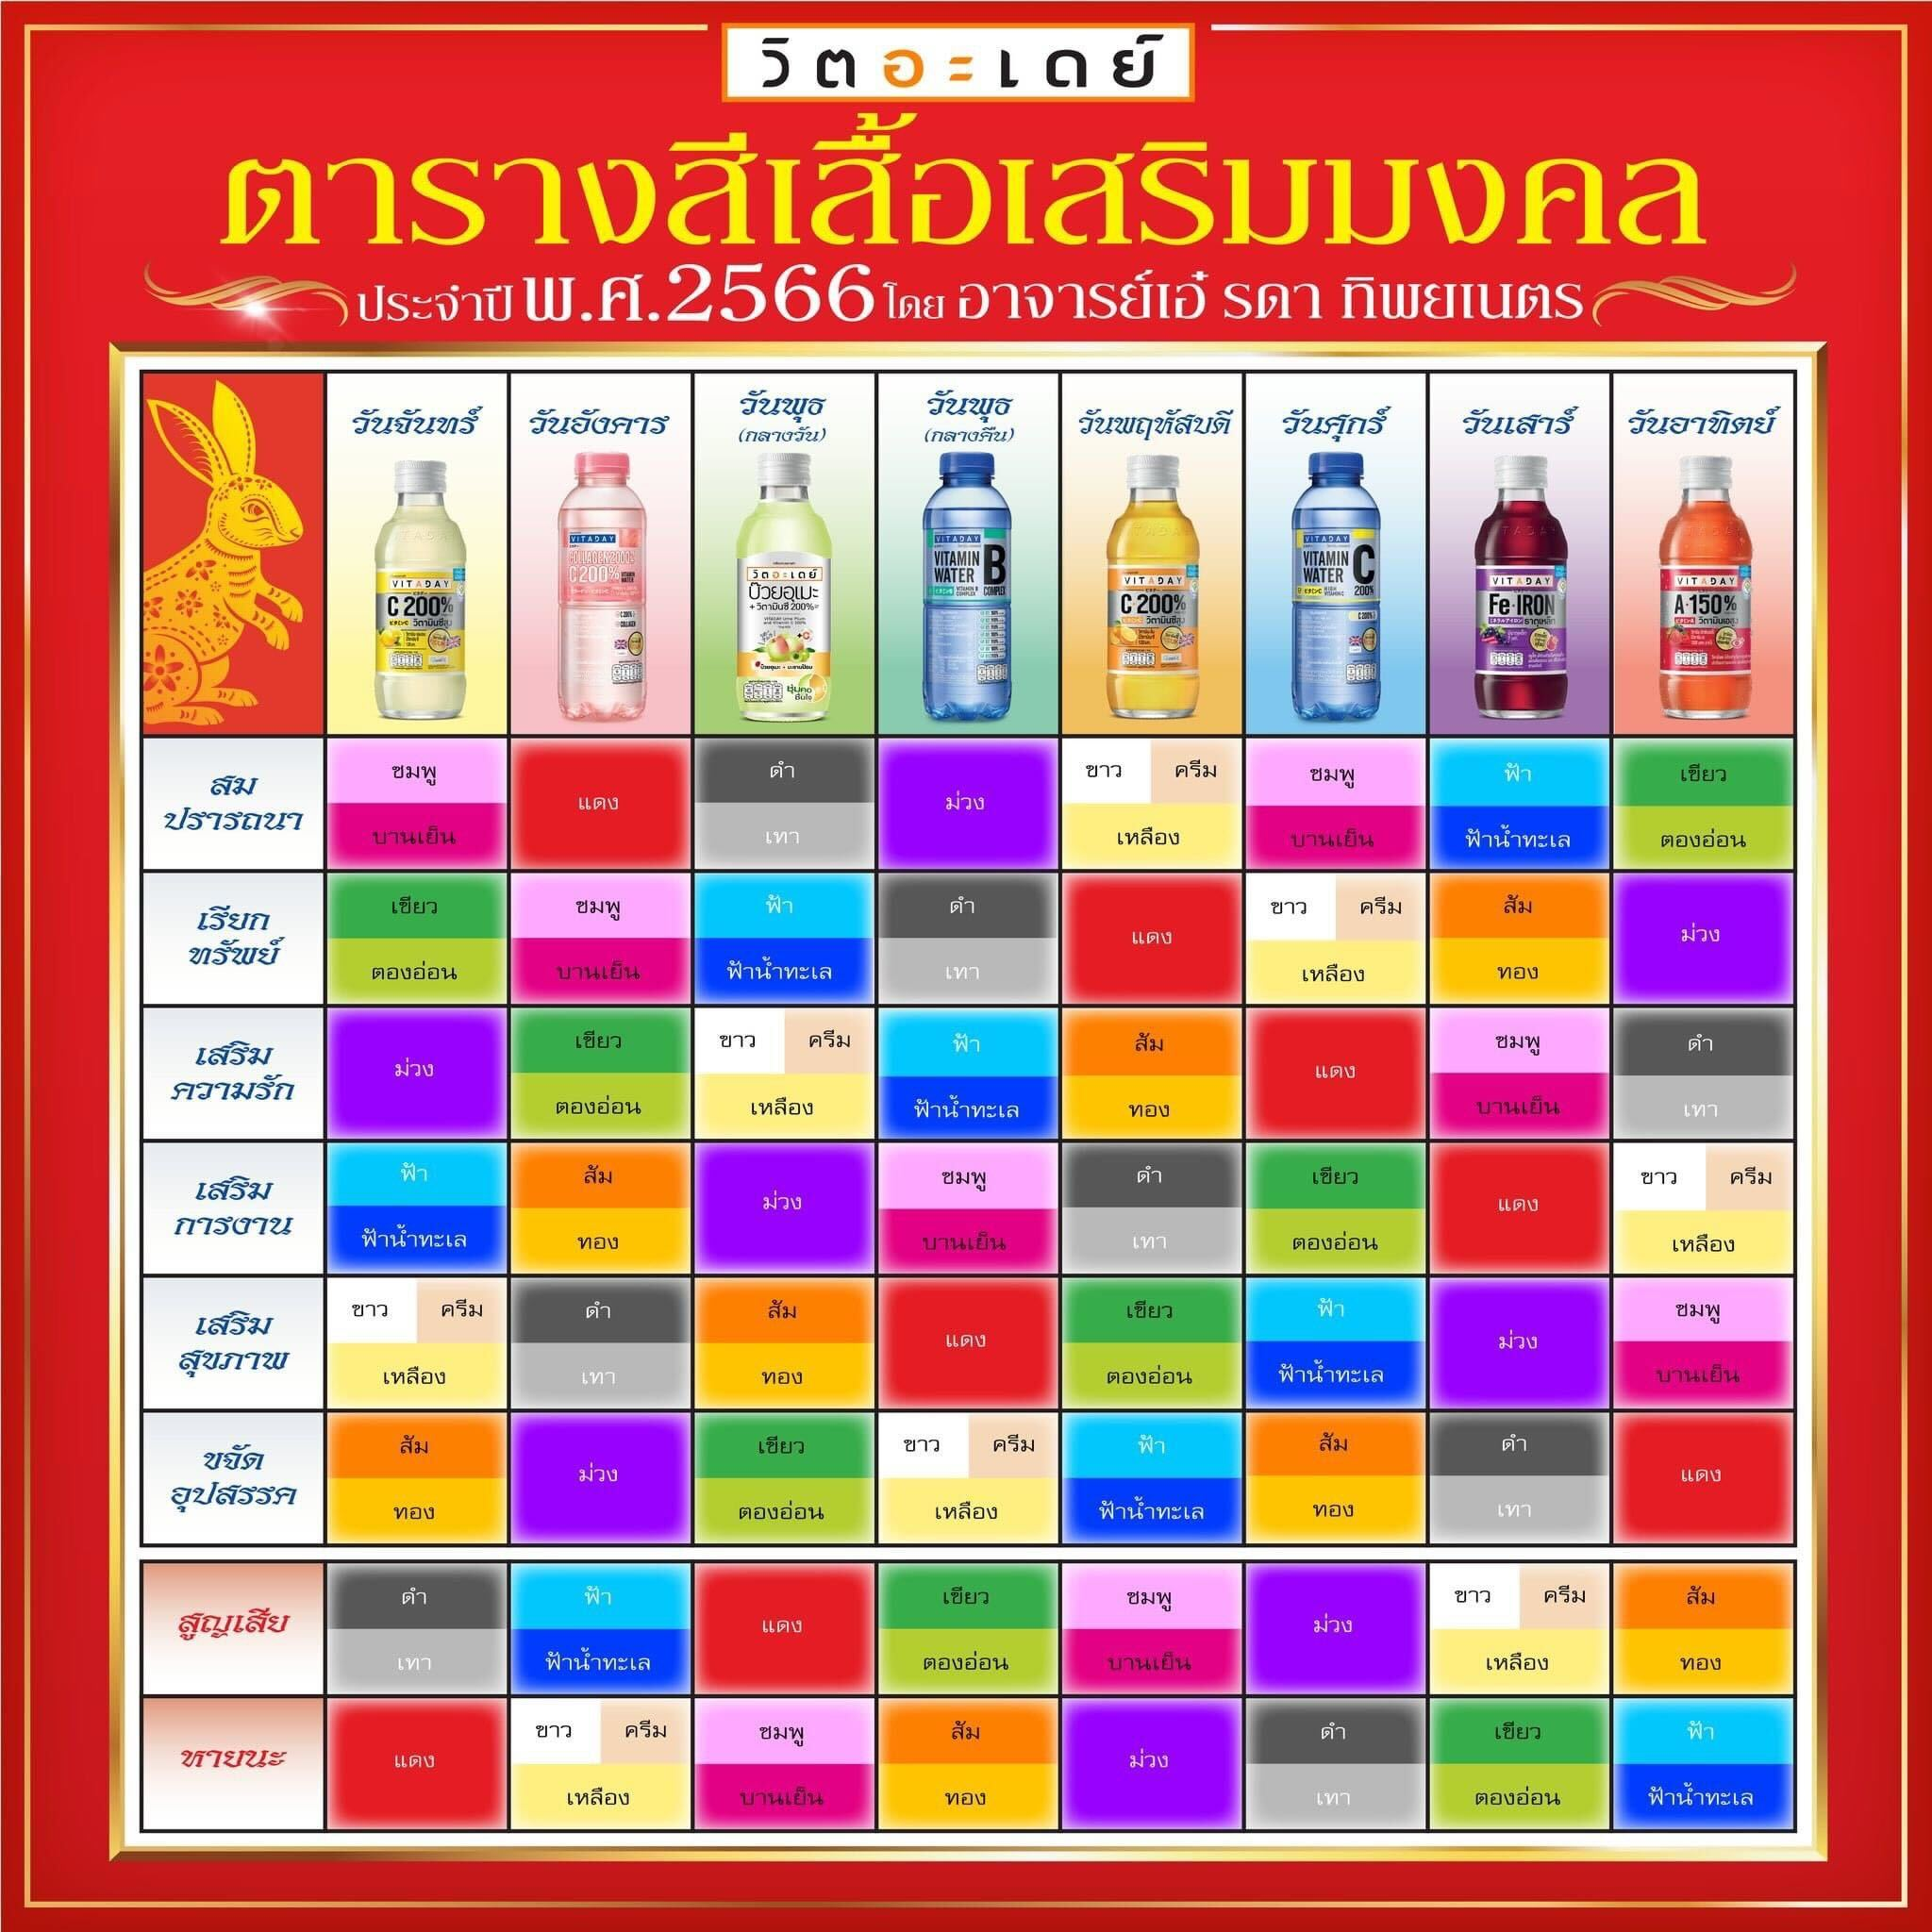 วิตอะเดย์
ตารางสีเสื้อเสริมมงคล
ประจำปี พ.ศ.2566 โดย อาจารย์เอ๋ รดา ทิพยเนตร
วันจันทร์ วันอังคาร วันพุธ (กลางวัน) วันพุธ (กลางคืน) วันพฤหัสบดี วันศุกร์ วันเสาร์ วันอาทิตย์
VITADAY C 200% วิตามินซีสูง
VITADAY COLLAGEN C 200% VITAMIN WATER
วิตอะเดย์ บ๊วยอุเมะ + วิตามินซี 200%
VITADAY VITAMIN WATER B COMPLEX
VITADAY C 200% วิตามินซีสูง
VITADAY VITAMIN WATER C 200%
VITADAY Fe-IRON ธาตุเหล็ก
VITADAY A-150% วิตามินเอสูง
สมปรารถนา
ชมพู แดง ดำ ม่วง ขาว ครีม ชมพู ฟ้า เขียว
บานเย็น เทา เหลือง บานเย็น ฟ้าน้ำทะเล ตองอ่อน
เรียกทรัพย์
เขียว ชมพู ฟ้า ดำ แดง ขาว ครีม ส้ม ม่วง
ตองอ่อน บานเย็น ฟ้าน้ำทะเล เทา เหลือง ทอง
เสริมความรัก
ม่วง เขียว ขาว ครีม ฟ้า ส้ม แดง ชมพู ดำ
ตองอ่อน เหลือง ฟ้าน้ำทะเล ทอง บานเย็น เทา
เสริมการงาน
ฟ้า ส้ม ม่วง ชมพู ดำ เขียว แดง ขาว ครีม
ฟ้าน้ำทะเล ทอง บานเย็น เทา ตองอ่อน เหลือง
เสริมสุขภาพ
ขาว ครีม ดำ ส้ม แดง เขียว ฟ้า ม่วง ชมพู
เหลือง เทา ทอง ตองอ่อน ฟ้าน้ำทะเล บานเย็น
ขจัดอุปสรรค
ส้ม ม่วง เขียว ขาว ครีม ฟ้า ส้ม ดำ แดง
ทอง ตองอ่อน เหลือง ฟ้าน้ำทะเล ทอง เทา
สูญเสีย
ดำ ฟ้า แดง เขียว ชมพู ม่วง ขาว ครีม ส้ม
เทา ฟ้าน้ำทะเล ตองอ่อน บานเย็น เหลือง ทอง
หายนะ
แดง ขาว ครีม ชมพู ส้ม ม่วง ดำ เขียว ฟ้า
เหลือง บานเย็น ทอง เทา ตองอ่อน ฟ้าน้ำทะเล